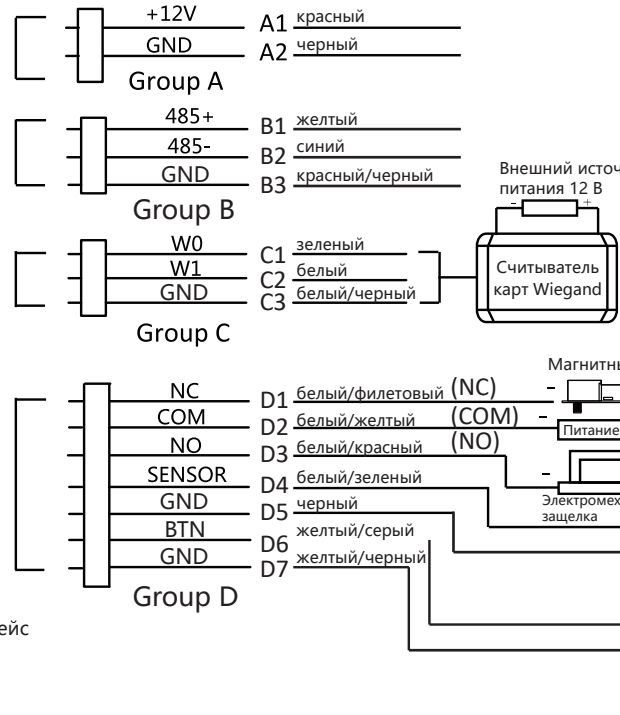 +12V A1 красный
GND A2 черный
Group A
485+ B1 желтый
485- B2 синий
GND B3 красный/черный
Group B
Внешний источ
питания 12 В
- +
W0 C1 зеленый
W1 C2 белый
GND C3 белый/черный
Считыватель
карт Wiegand
Group C
Магнитны
NC D1 белый/филетовый (NC) -
COM D2 белый/желтый (COM) -
Питание
NO D3 белый/красный (NO)
-
SENSOR D4 белый/зеленый
Электромех
защелка
GND D5 черный
BTN D6 желтый/серый
GND D7 желтый/черный
Group D
ейс